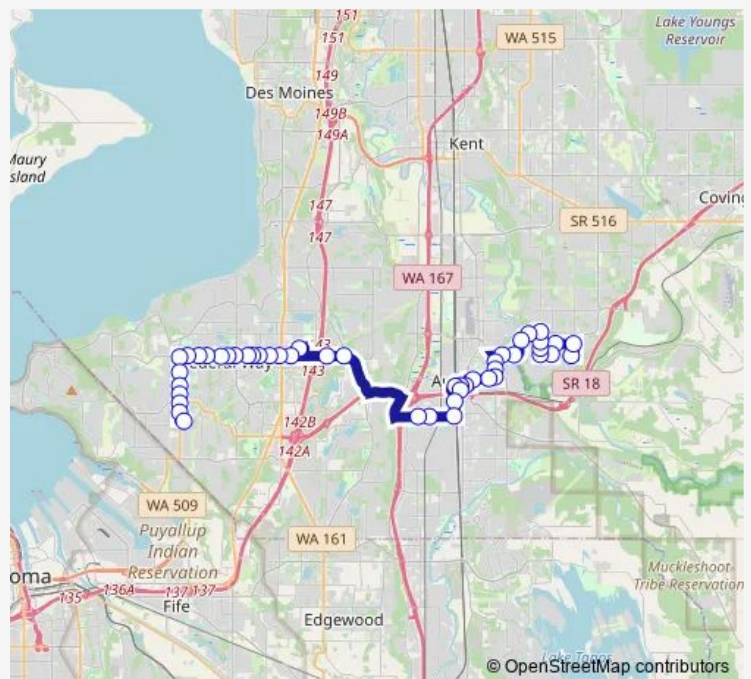 151
151
Lake Youngs
Reservoir
WA 515
149
Des Moines
149B
149A
Kent
Maury
Island
147
147
Coving
SR 516
WA 167
143
SR 18
142B
142A
WA 509
Puyallup
Indian
Reservation
WA 161
oma
135
136A
137
137
Fife
Muckleshoot
Tribe Reservation
Edgewood
Lake Tapps
© OpenStreetMap contributors